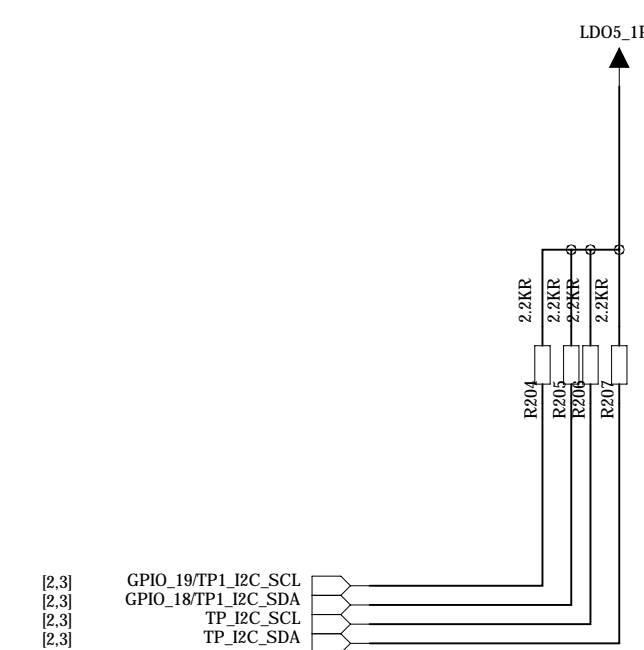 LDO5_1
2.2KR
2.2KR
2.2KR
2.2KR
R204
R205
R206
R207
[2,3] GPIO_19/TP1_I2C_SCL
[2,3] GPIO_18/TP1_I2C_SDA
[2,3] TP_I2C_SCL
[2,3] TP_I2C_SDA